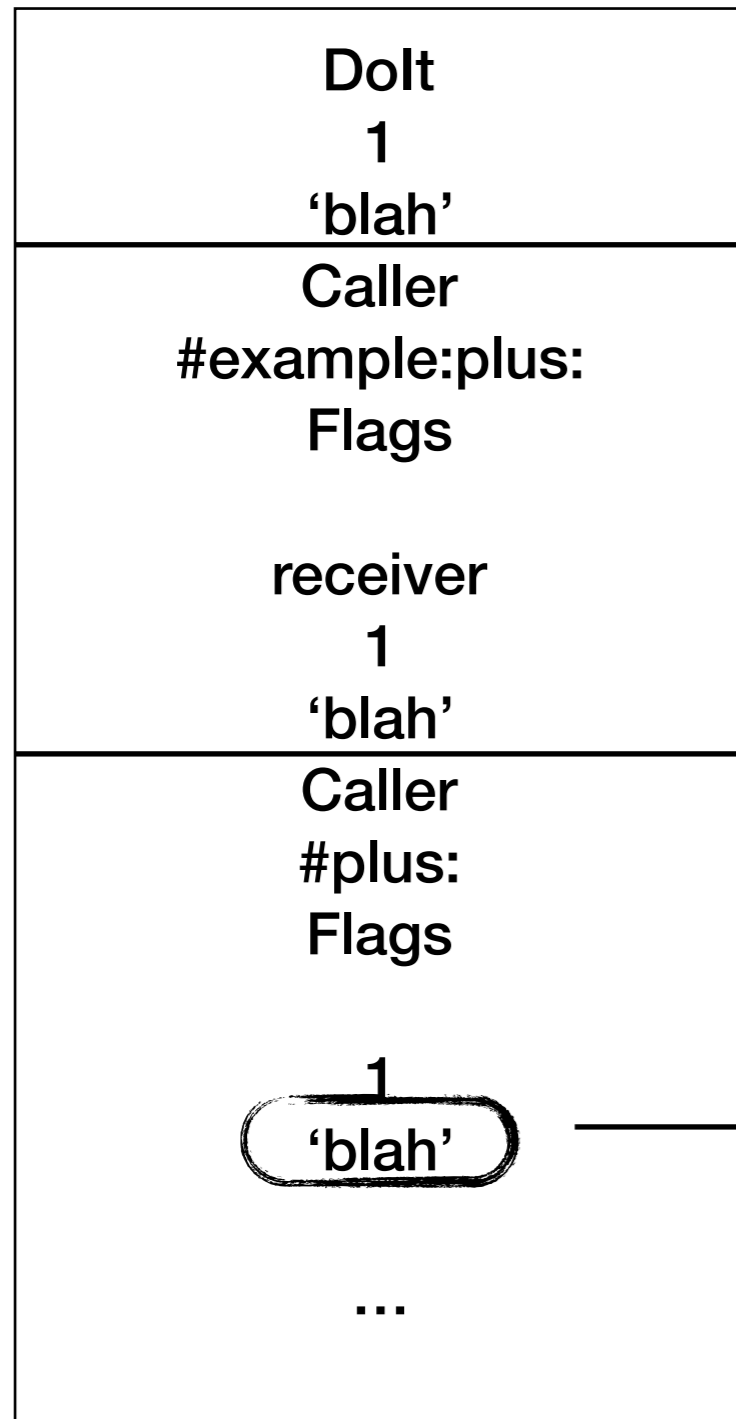 DoIt
1
‘blah’
Caller
#example:plus:
Flags
receiver
1
‘blah’
Caller
#plus:
Flags
1
‘blah’
...